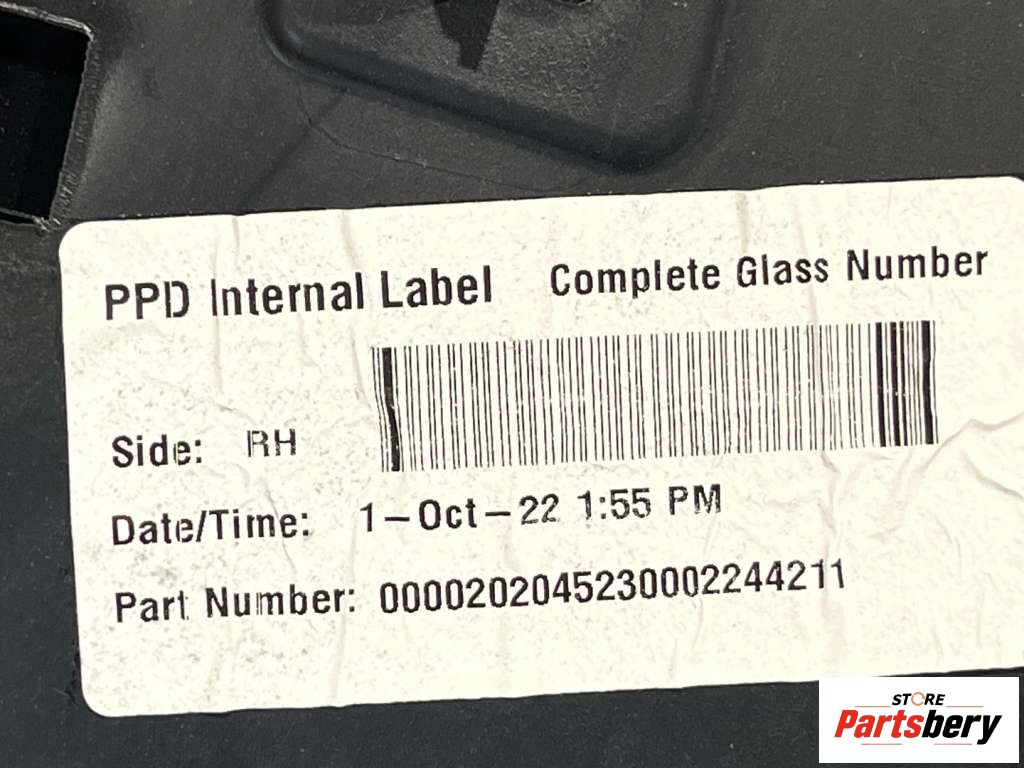 PPD Internal Label Complete Glass Number
Side: RH
Date/Time: 1-Oct-22 1:55 PM
Part Number: 0000202045230002244211
STORE
Partsbery